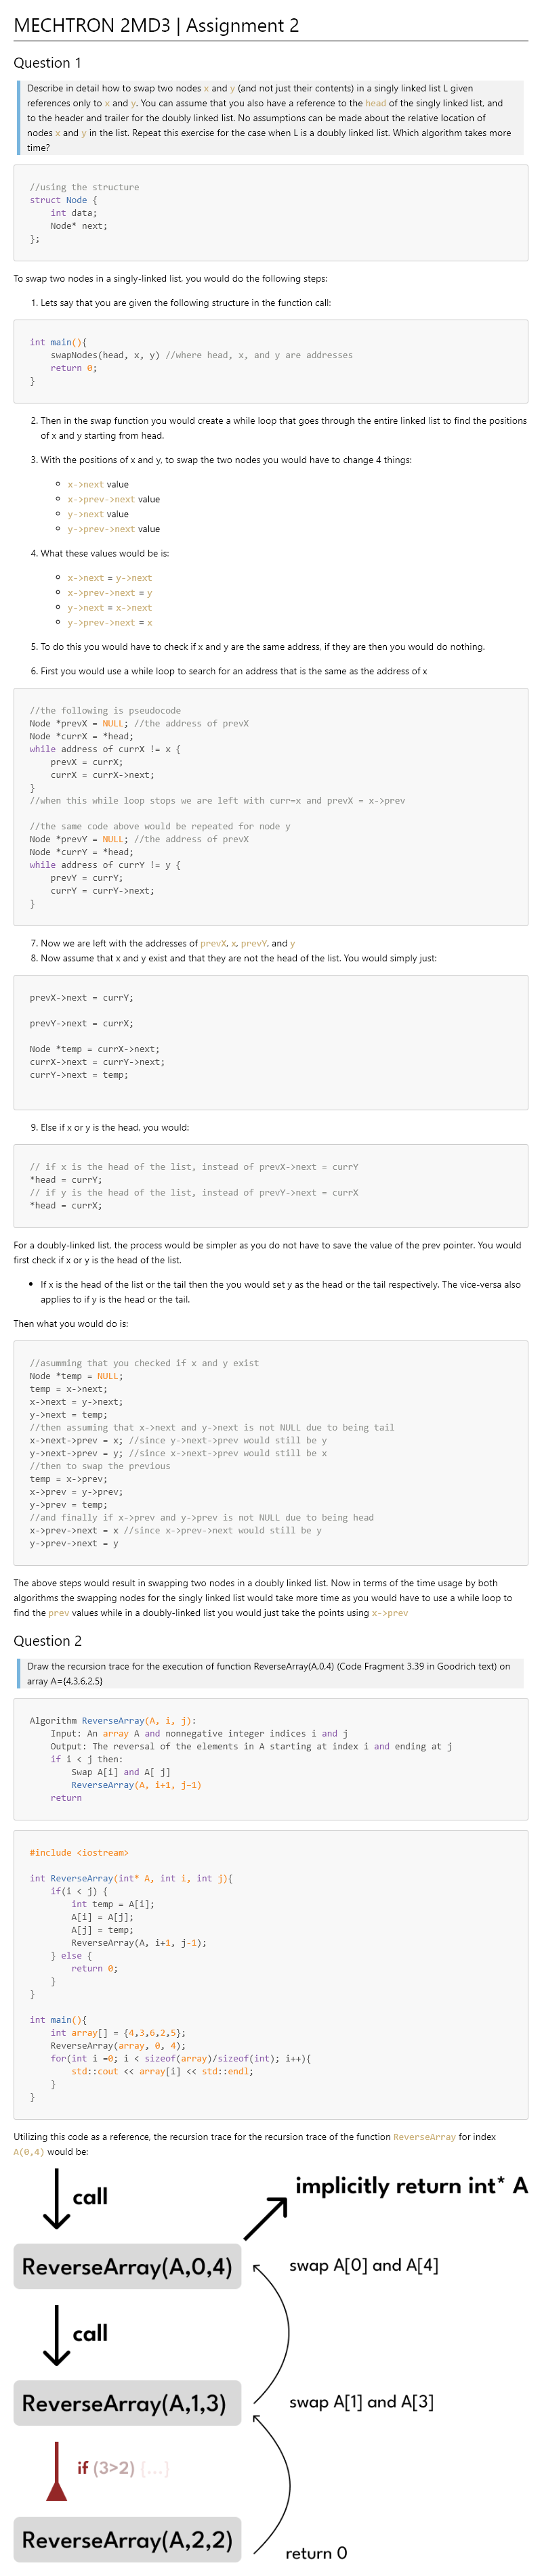 MECHTRON 2MD3 | Assignment 2
Question 1
Describe in detail how to swap two nodes x and y (and not just their contents) in a singly linked list L given
references only to x and y. You can assume that you also have a reference to the head of the singly linked list, and
to the header and trailer for the doubly linked list. No assumptions can be made about the relative location of
nodes x and y in the list. Repeat this exercise for the case when L is a doubly linked list. Which algorithm takes more
time?
//using the structure
struct Node {
    int data;
    Node* next;
};
To swap two nodes in a singly-linked list, you would do the following steps:
1. Lets say that you are given the following structure in the function call:
int main(){
    swapNodes(head, x, y) //where head, x, and y are addresses
    return 0;
}
2. Then in the swap function you would create a while loop that goes through the entire linked list to find the positions
of x and y starting from head.
3. With the positions of x and y, to swap the two nodes you would have to change 4 things:
◦ x->next value
◦ x->prev->next value
◦ y->next value
◦ y->prev->next value
4. What these values would be is:
◦ x->next = y->next
◦ x->prev->next = y
◦ y->next = x->next
◦ y->prev->next = x
5. To do this you would have to check if x and y are the same address, if they are then you would do nothing.
6. First you would use a while loop to search for an address that is the same as the address of x
//the following is pseudocode
Node *prevX = NULL; //the address of prevX
Node *currX = *head;
while address of currX != x {
    prevX = currX;
    currX = currX->next;
}
//when this while loop stops we are left with curr=x and prevX = x->prev
//the same code above would be repeated for node y
Node *prevY = NULL; //the address of prevX
Node *currY = *head;
while address of currY != y {
    prevY = currY;
    currY = currY->next;
}
7. Now we are left with the addresses of prevX, x, prevY, and y
8. Now assume that x and y exist and that they are not the head of the list. You would simply just:
prevX->next = currY;
prevY->next = currX;
Node *temp = currX->next;
currX->next = currY->next;
currY->next = temp;
9. Else if x or y is the head, you would:
// if x is the head of the list, instead of prevX->next = currY
*head = currY;
// if y is the head of the list, instead of prevY->next = currX
*head = currX;
For a doubly-linked list, the process would be simpler as you do not have to save the value of the prev pointer. You would
first check if x or y is the head of the list.
• If x is the head of the list or the tail then the you would set y as the head or the tail respectively. The vice-versa also
applies to if y is the head or the tail.
Then what you would do is:
//asumming that you checked if x and y exist
Node *temp = NULL;
temp = x->next;
x->next = y->next;
y->next = temp;
//then assuming that x->next and y->next is not NULL due to being tail
x->next->prev = x; //since y->next->prev would still be y
y->next->prev = y; //since x->next->prev would still be x
//then to swap the previous
temp = x->prev;
x->prev = y->prev;
y->prev = temp;
//and finally if x->prev and y->prev is not NULL due to being head
x->prev->next = x //since x->prev->next would still be y
y->prev->next = y
The above steps would result in swapping two nodes in a doubly linked list. Now in terms of the time usage by both
algorithms the swapping nodes for the singly linked list would take more time as you would have to use a while loop to
find the prev values while in a doubly-linked list you would just take the points using x->prev
Question 2
Draw the recursion trace for the execution of function ReverseArray(A,0,4) (Code Fragment 3.39 in Goodrich text) on
array A={4,3,6,2,5}
Algorithm ReverseArray(A, i, j):
    Input: An array A and nonnegative integer indices i and j
    Output: The reversal of the elements in A starting at index i and ending at j
    if i < j then:
        Swap A[i] and A[ j]
        ReverseArray(A, i+1, j−1)
    return
#include <iostream>
int ReverseArray(int* A, int i, int j){
    if(i < j) {
        int temp = A[i];
        A[i] = A[j];
        A[j] = temp;
        ReverseArray(A, i+1, j-1);
    } else {
        return 0;
    }
}
int main(){
    int array[] = {4,3,6,2,5};
    ReverseArray(array, 0, 4);
    for(int i =0; i < sizeof(array)/sizeof(int); i++){
        std::cout << array[i] << std::endl;
    }
}
Utilizing this code as a reference, the recursion trace for the recursion trace of the function ReverseArray for index
A(0,4) would be:
implicitly return int* A
call
ReverseArray(A,0,4)
swap A[0] and A[4]
call
ReverseArray(A,1,3)
swap A[1] and A[3]
if (3>2) {...}
ReverseArray(A,2,2)
return 0